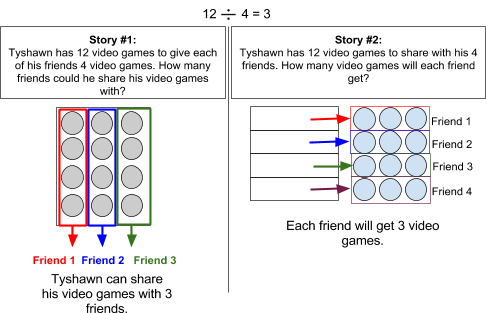 12 ÷ 4 = 3
Story #1:
Tyshawn has 12 video games to give each
of his friends 4 video games. How many
friends could he share his video games
with?
Friend 1 Friend 2 Friend 3
Tyshawn can share
his video games with 3
friends.
Story #2:
Tyshawn has 12 video games to share with his 4
friends. How many video games will each friend
get?
Friend 1
Friend 2
Friend 3
Friend 4
Each friend will get 3 video
games.